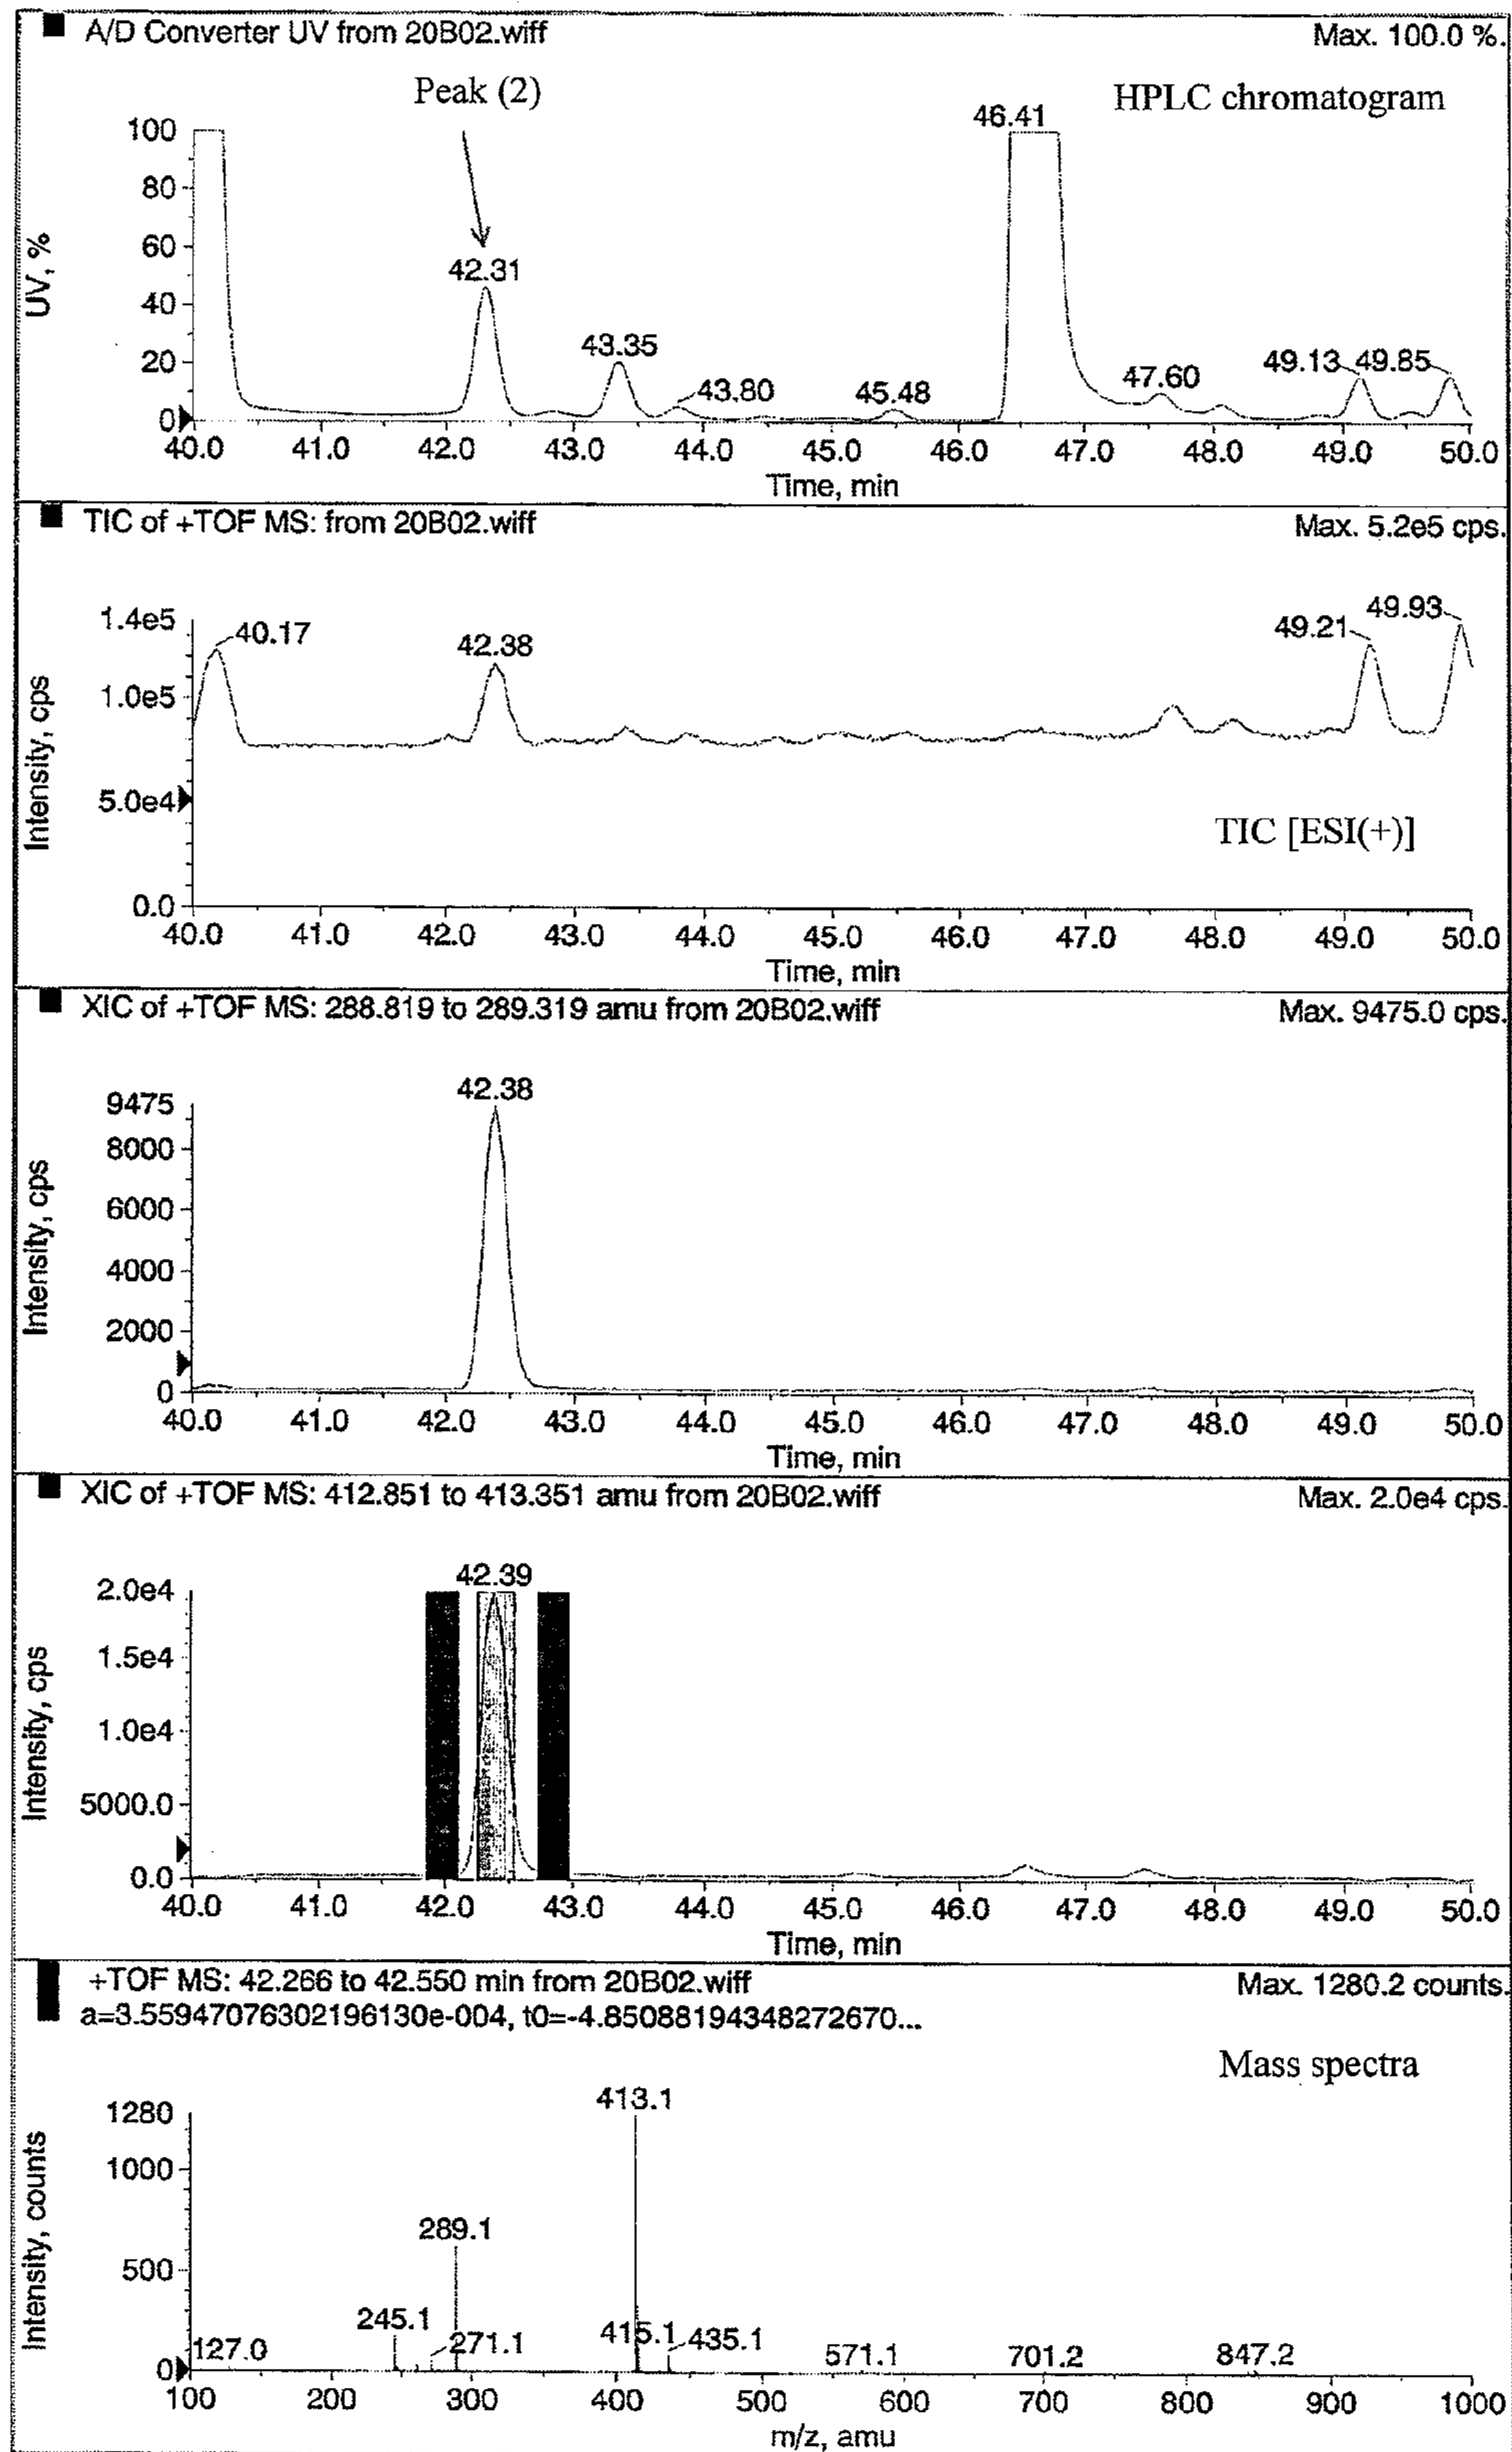 A/D Converter UV from 20B02.wiff Max. 100.0 %.
Peak (2) HPLC chromatogram
46.41
100
80
60
42.31
40
43.35
20
43.80 45.48 47.60 49.13 49.85
0
UV, %
40.0 41.0 42.0 43.0 44.0 45.0 46.0 47.0 48.0 49.0 50.0
Time, min
TIC of +TOF MS: from 20B02.wiff Max. 5.2e5 cps.
1.4e5
40.17 42.38 49.21 49.93
1.0e5
5.0e4
TIC [ESI(+)]
0.0
Intensity, cps
40.0 41.0 42.0 43.0 44.0 45.0 46.0 47.0 48.0 49.0 50.0
Time, min
XIC of +TOF MS: 288.819 to 289.319 amu from 20B02.wiff Max. 9475.0 cps.
42.38
9475
8000
6000
4000
2000
0
Intensity, cps
40.0 41.0 42.0 43.0 44.0 45.0 46.0 47.0 48.0 49.0 50.0
Time, min
XIC of +TOF MS: 412.851 to 413.351 amu from 20B02.wiff Max. 2.0e4 cps.
42.39
2.0e4
1.5e4
1.0e4
5000.0
0.0
Intensity, cps
40.0 41.0 42.0 43.0 44.0 45.0 46.0 47.0 48.0 49.0 50.0
Time, min
+TOF MS: 42.266 to 42.550 min from 20B02.wiff Max. 1280.2 counts.
a=3.55947076302196130e-004, t0=-4.85088194348272670...
Mass spectra
413.1
1280
1000
289.1
500
245.1 271.1 415.1 435.1
127.0 571.1 701.2 847.2
0
Intensity, counts
100 200 300 400 500 600 700 800 900 1000
m/z, amu